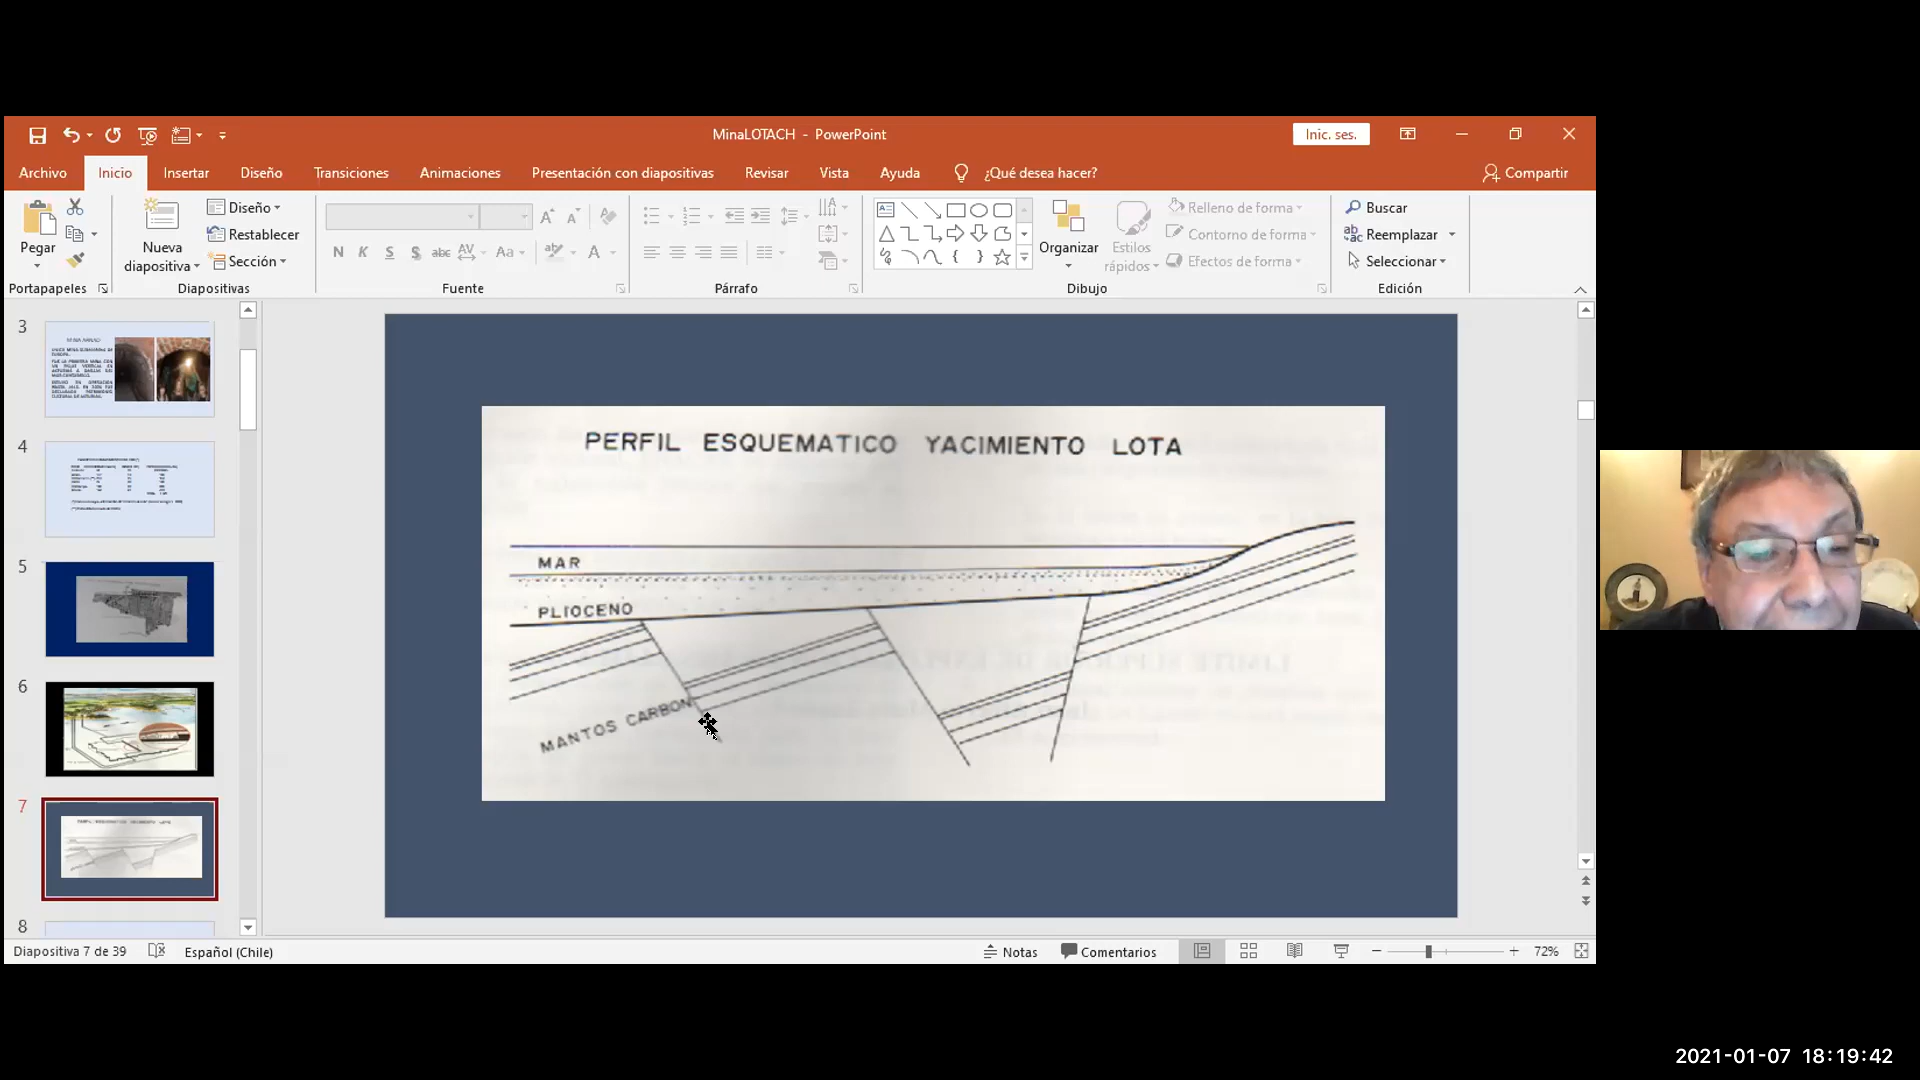 MinaLOTACH - PowerPoint
Inic. ses.
Archivo
Inicio
Insertar
Diseño
Transiciones
Animaciones
Presentación con diapositivas
Revisar
Vista
Ayuda
¿Qué desea hacer?
Compartir
Pegar
Nueva
diapositiva
Diseño
Restablecer
Sección
N K S S abc AV Aa A
Organizar
Estilos
rápidos
Relleno de forma
Contorno de forma
Efectos de forma
Buscar
Reemplazar
Seleccionar
Portapapeles
Diapositivas
Fuente
Párrafo
Dibujo
Edición
3
4
5
6
7
8
PERFIL ESQUEMATICO YACIMIENTO LOTA
MAR
PLIOCENO
MANTOS CARBON
Diapositiva 7 de 39
Español (Chile)
Notas
Comentarios
72%
2021-01-07 18:19:42